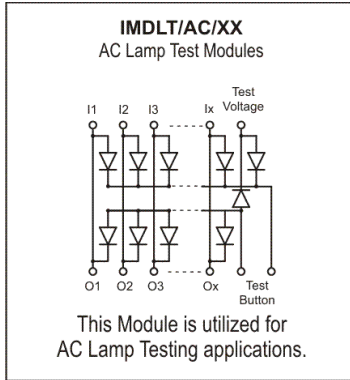 IMDLT/AC/XX
AC Lamp Test Modules
I1 I2 I3 Ix Test Voltage
O1 O2 O3 Ox Test Button
This Module is utilized for
AC Lamp Testing applications.